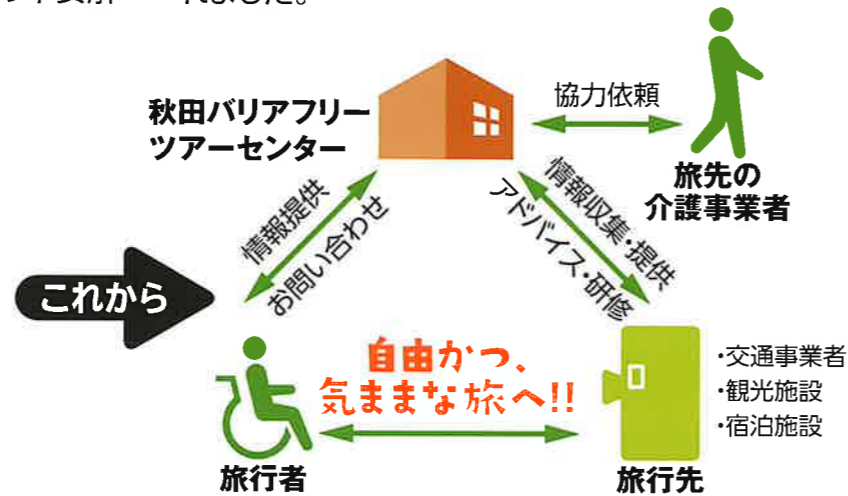 れました。
協力依頼
秋田バリアフリー
ツアーセンター
旅先の
介護事業者
情報提供
お問い合わせ
情報収集・提供
アドバイス・研修
これから
自由かつ、
気ままな旅へ!!
・交通事業者
・観光施設
・宿泊施設
旅行者
旅行先